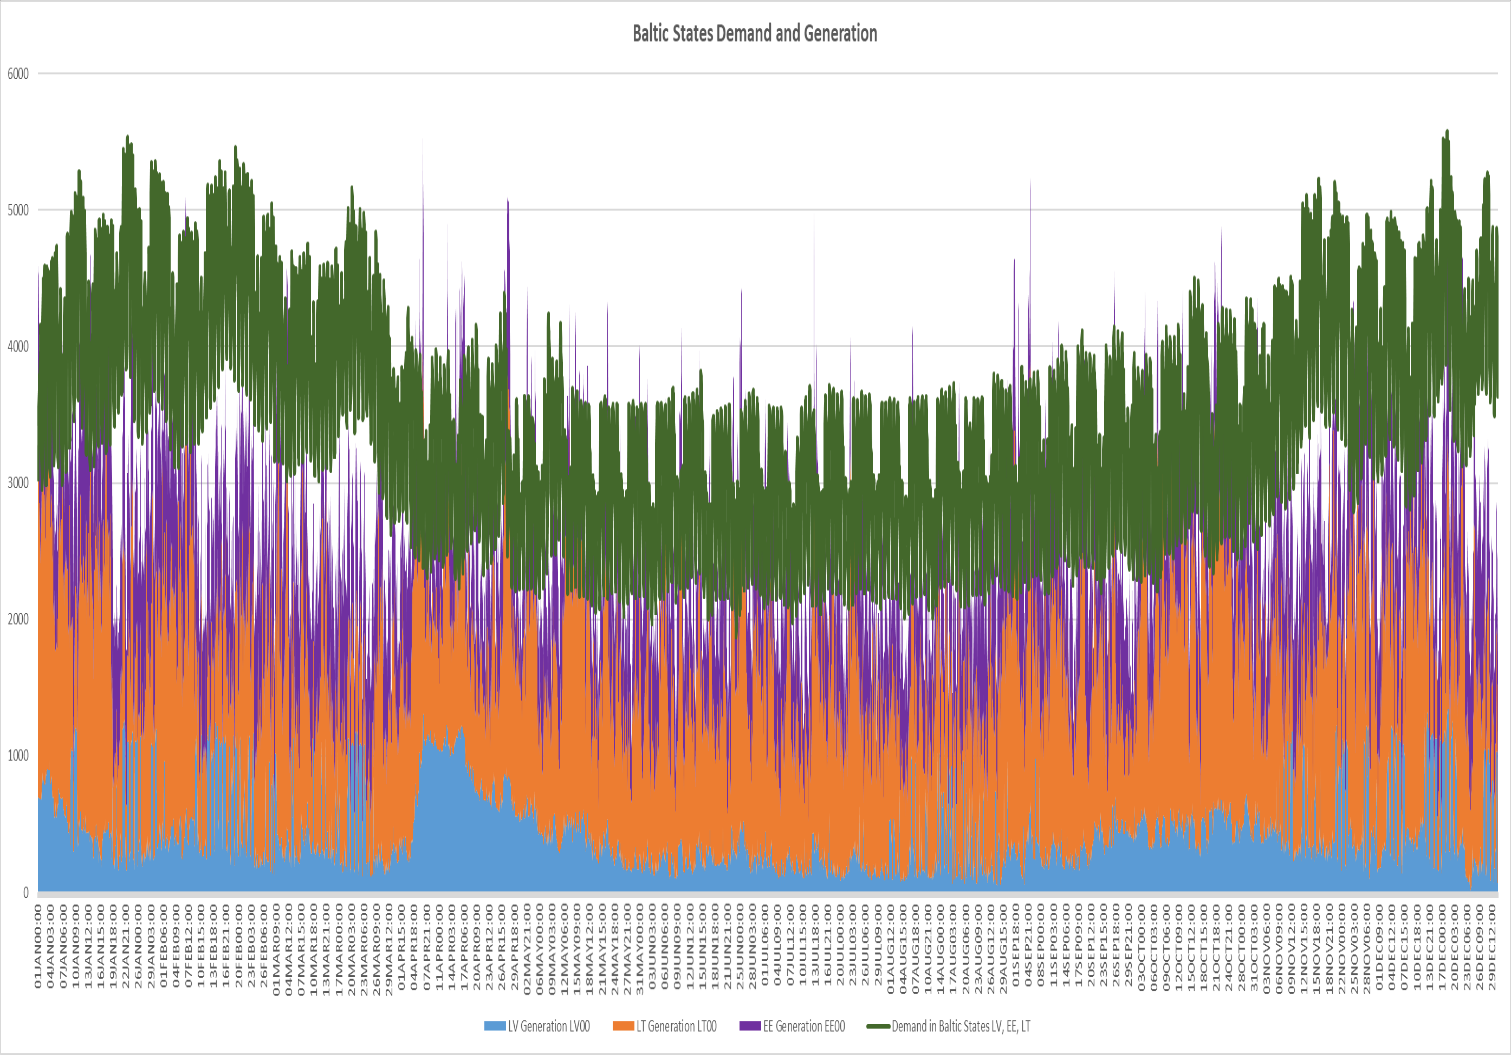 Baltic States Demand and Generation
6000
5000
4000
3000
2000
1000
0
01JAN00:00
04JAN03:00
07JAN06:00
10JAN09:00
13JAN12:00
16JAN15:00
19JAN18:00
22JAN21:00
26JAN00:00
29JAN03:00
01FEB06:00
04FEB09:00
07FEB12:00
10FEB15:00
13FEB18:00
16FEB21:00
20FEB00:00
23FEB03:00
26FEB06:00
01MAR09:00
04MAR12:00
07MAR15:00
10MAR18:00
13MAR21:00
17MAR00:00
20MAR03:00
23MAR06:00
26MAR09:00
29MAR12:00
01APR15:00
04APR18:00
07APR21:00
11APR00:00
14APR03:00
17APR06:00
20APR09:00
23APR12:00
26APR15:00
29APR18:00
02MAY21:00
06MAY00:00
09MAY03:00
12MAY06:00
15MAY09:00
18MAY12:00
21MAY15:00
24MAY18:00
27MAY21:00
31MAY00:00
03JUN03:00
06JUN06:00
09JUN09:00
12JUN12:00
15JUN15:00
18JUN18:00
21JUN21:00
25JUN00:00
28JUN03:00
01JUL06:00
04JUL09:00
07JUL12:00
10JUL15:00
13JUL18:00
16JUL21:00
20JUL00:00
23JUL03:00
26JUL06:00
29JUL09:00
01AUG12:00
04AUG15:00
07AUG18:00
10AUG21:00
14AUG00:00
17AUG03:00
20AUG06:00
23AUG09:00
26AUG12:00
29AUG15:00
01SEP18:00
04SEP21:00
08SEP00:00
11SEP03:00
14SEP06:00
17SEP09:00
20SEP12:00
23SEP15:00
26SEP18:00
29SEP21:00
03OCT00:00
06OCT03:00
09OCT06:00
12OCT09:00
15OCT12:00
18OCT15:00
21OCT18:00
24OCT21:00
28OCT00:00
31OCT03:00
03NOV06:00
06NOV09:00
09NOV12:00
12NOV15:00
15NOV18:00
18NOV21:00
22NOV00:00
25NOV03:00
28NOV06:00
01DEC09:00
04DEC12:00
07DEC15:00
10DEC18:00
13DEC21:00
17DEC00:00
20DEC03:00
23DEC06:00
26DEC09:00
29DEC12:00
LV Generation LV00 LT Generation LT00 EE Generation EE00 Demand in Baltic States LV, EE, LT